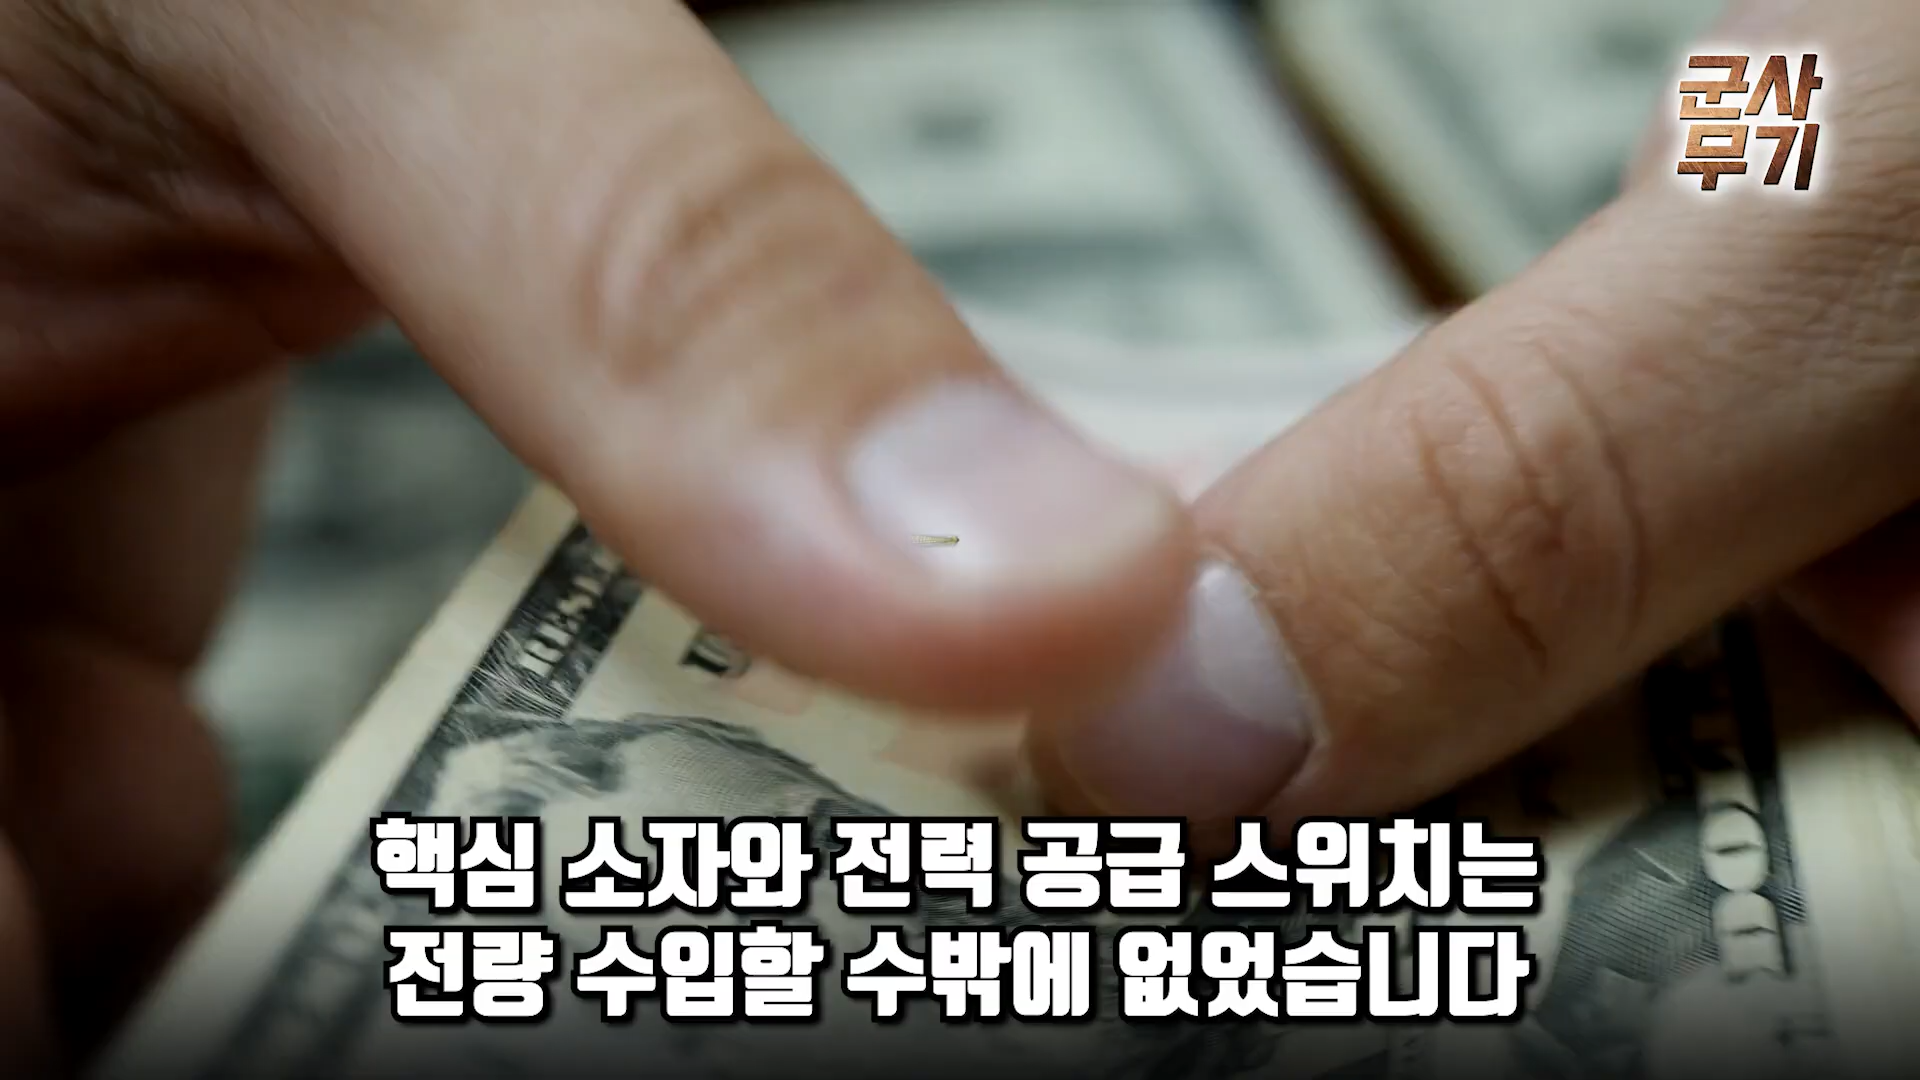 군사
무기
핵심 소자와 전력 공급 스위치는
전량 수입할 수밖에 없었습니다